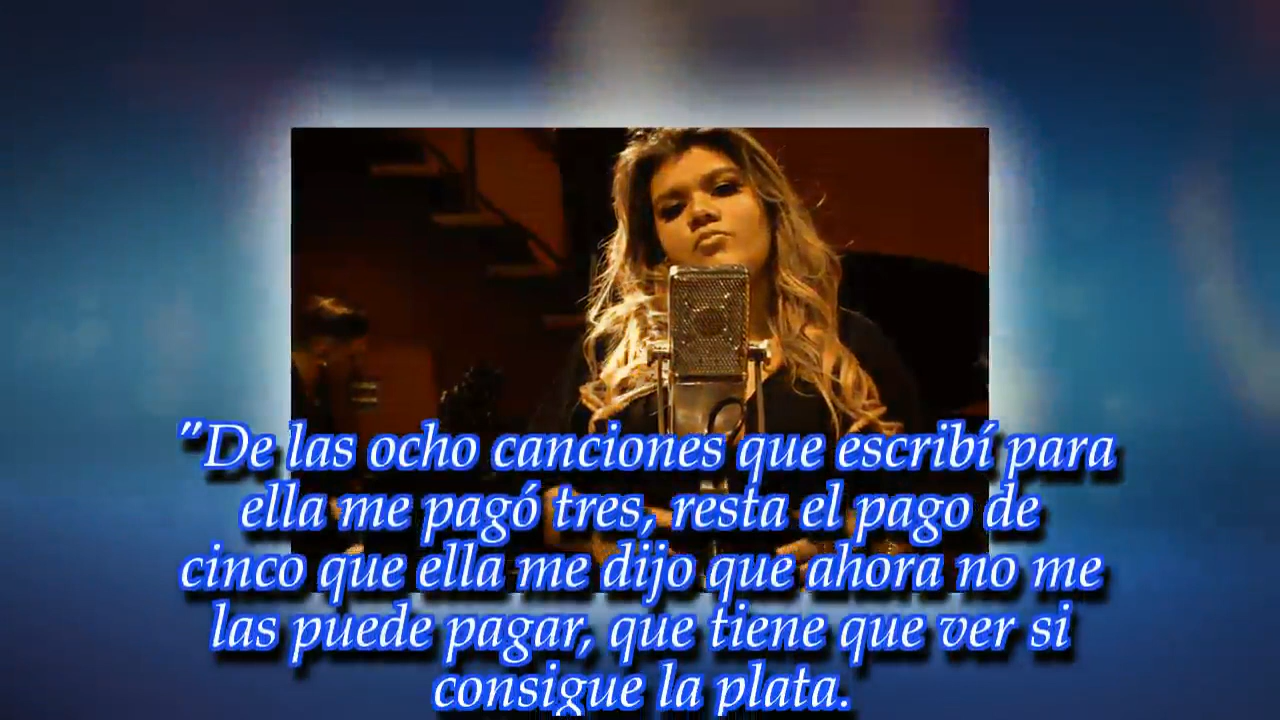 "De las ocho canciones que escribí para
ella me pagó tres, resta el pago de
cinco que ella me dijo que ahora no me
las puede pagar, que tiene que ver si
consigue la plata.